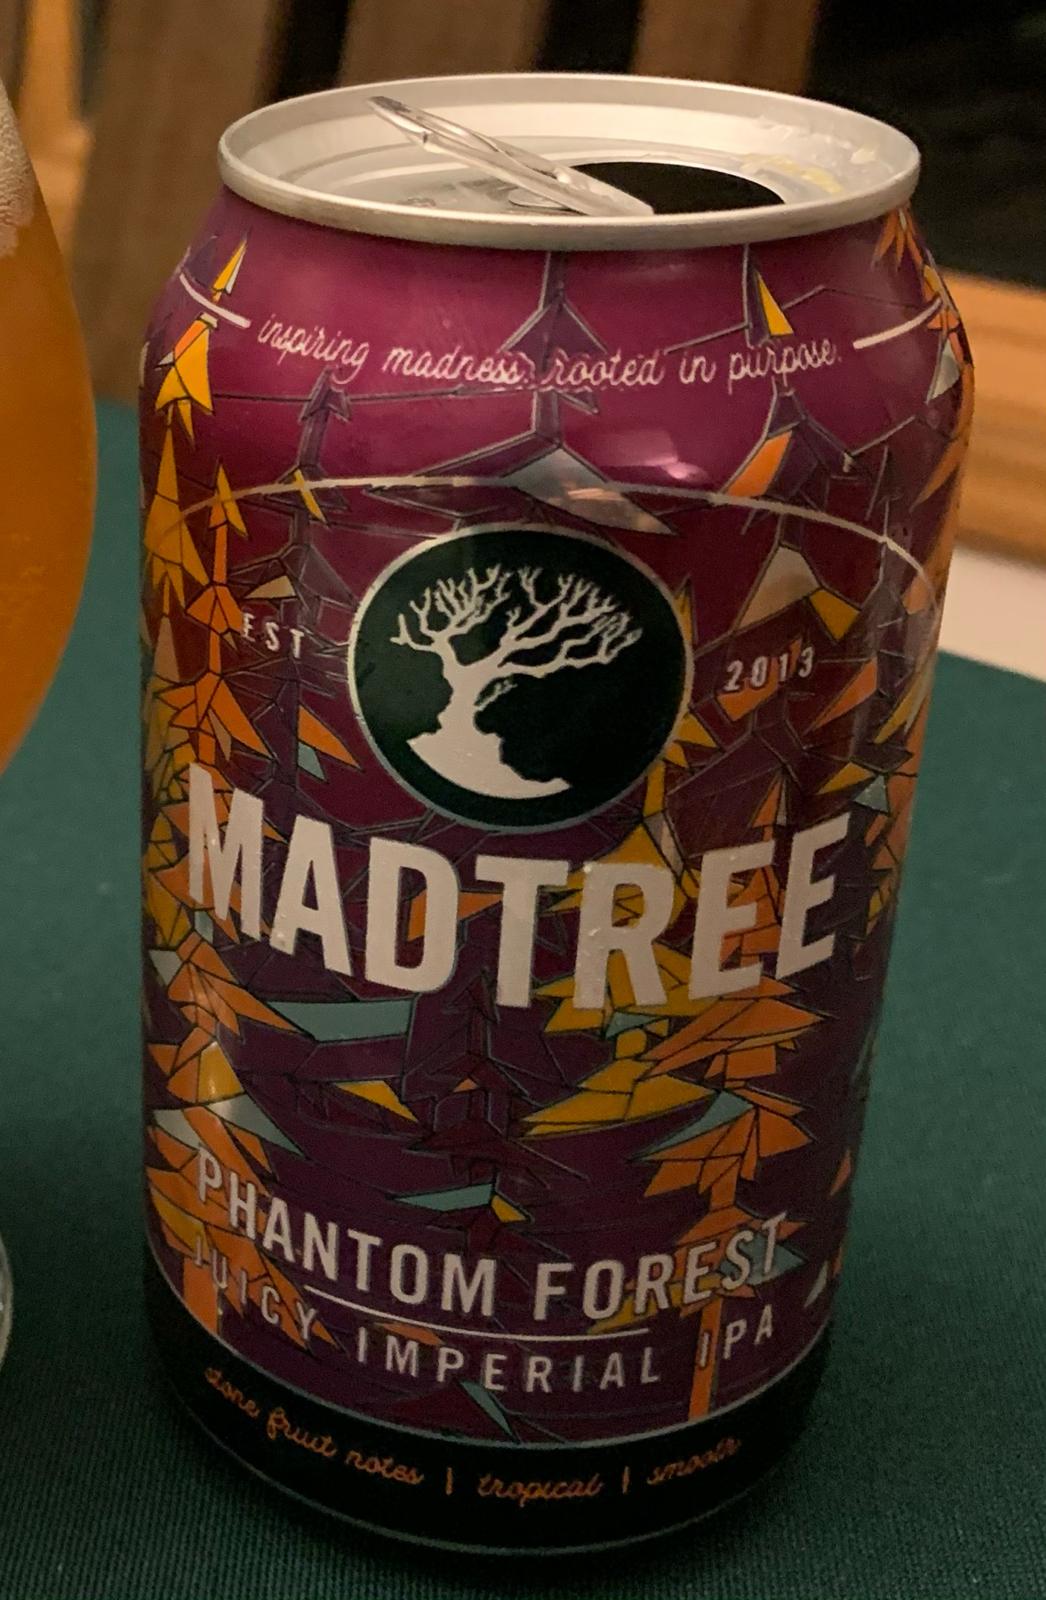 inspiring madness. rooted in purpose.
EST 2013
MADTREE
PHANTOM FOREST
JUICY IMPERIAL IPA
stone fruit notes | tropical | smooth